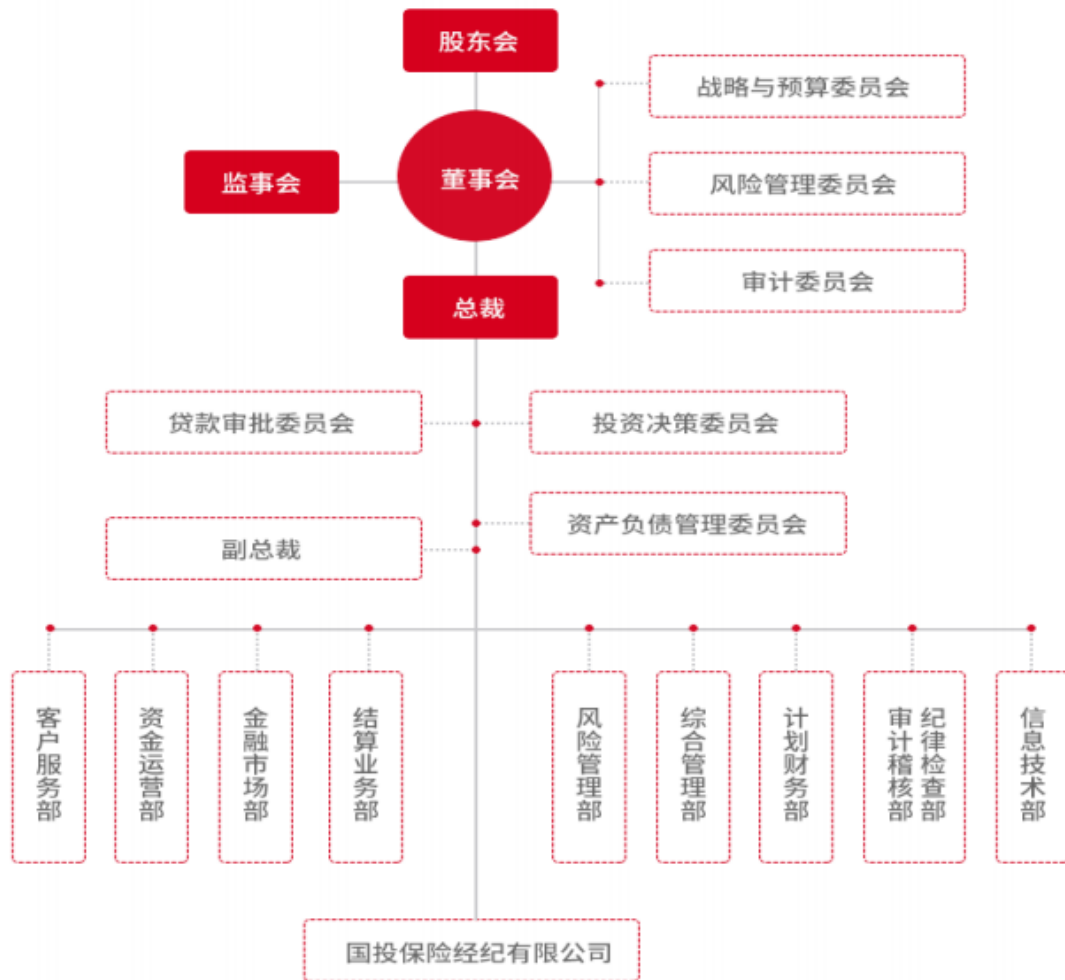 股东会
战略与预算委员会
监事会
董事会
风险管理委员会
审计委员会
总裁
贷款审批委员会
投资决策委员会
资产负债管理委员会
副总裁
客户服务部
资金运营部
金融市场部
结算业务部
风险管理部
综合管理部
计划财务部
审计稽核部
纪律检查部
信息技术部
国投保险经纪有限公司